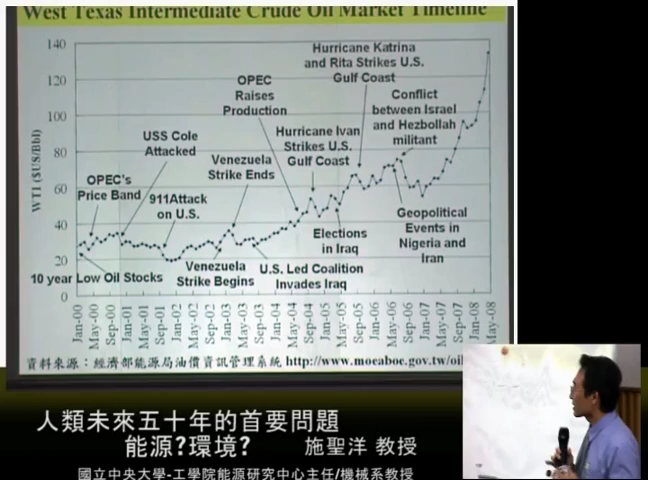 West Texas Intermediate Crude Oil Market Timeline
WTI ($US/Bbl)
140
120
100
80
60
40
20
0
OPEC's
Price Band
USS Cole
Attacked
911Attack
on U.S.
Venezuela
Strike Ends
OPEC
Raises
Production
Hurricane Ivan
Strikes U.S.
Gulf Coast
Hurricane Katrina
and Rita Strikes U.S.
Gulf Coast
Conflict
between Israel
and Hezbollah
militant
10 year Low Oil Stocks
Venezuela
Strike Begins
U.S. Led Coalition
Invades Iraq
Elections
in Iraq
Geopolitical
Events in
Nigeria and
Iran
Jan-00
May-00
Sep-00
Jan-01
May-01
Sep-01
Jan-02
May-02
Sep-02
Jan-03
May-03
Sep-03
Jan-04
May-04
Sep-04
Jan-05
May-05
Sep-05
Jan-06
May-06
Sep-06
Jan-07
May-07
Sep-07
Jan-08
May-08
資料來源：經濟部能源局油價資訊管理系統 http://www.moeaboe.gov.tw/oil
人類未來五十年的首要問題
能源?環境? 施聖洋 教授
國立中央大學-工學院能源研究中心主任/機械系教授